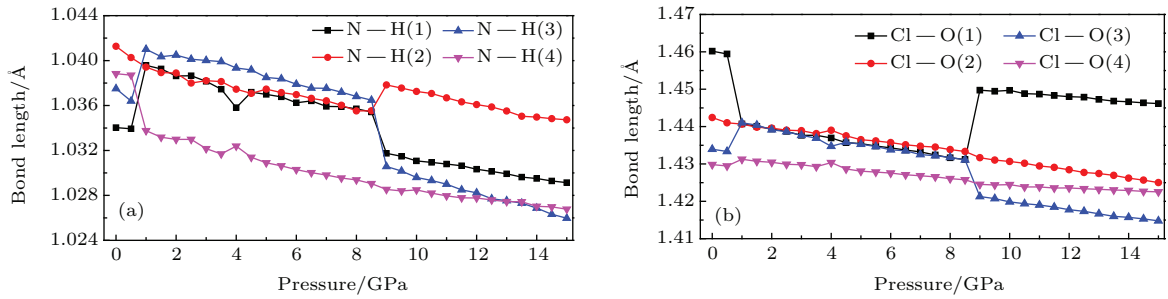 1.044
1.040
1.036
1.032
1.028
1.024
Bond length/Å
N — H(1) N — H(3)
N — H(2) N — H(4)
(a)
0 2 4 6 8 10 12 14
Pressure/GPa
1.47
1.46
1.45
1.44
1.43
1.42
1.41
Bond length/Å
Cl — O(1) Cl — O(3)
Cl — O(2) Cl — O(4)
(b)
0 2 4 6 8 10 12 14
Pressure/GPa